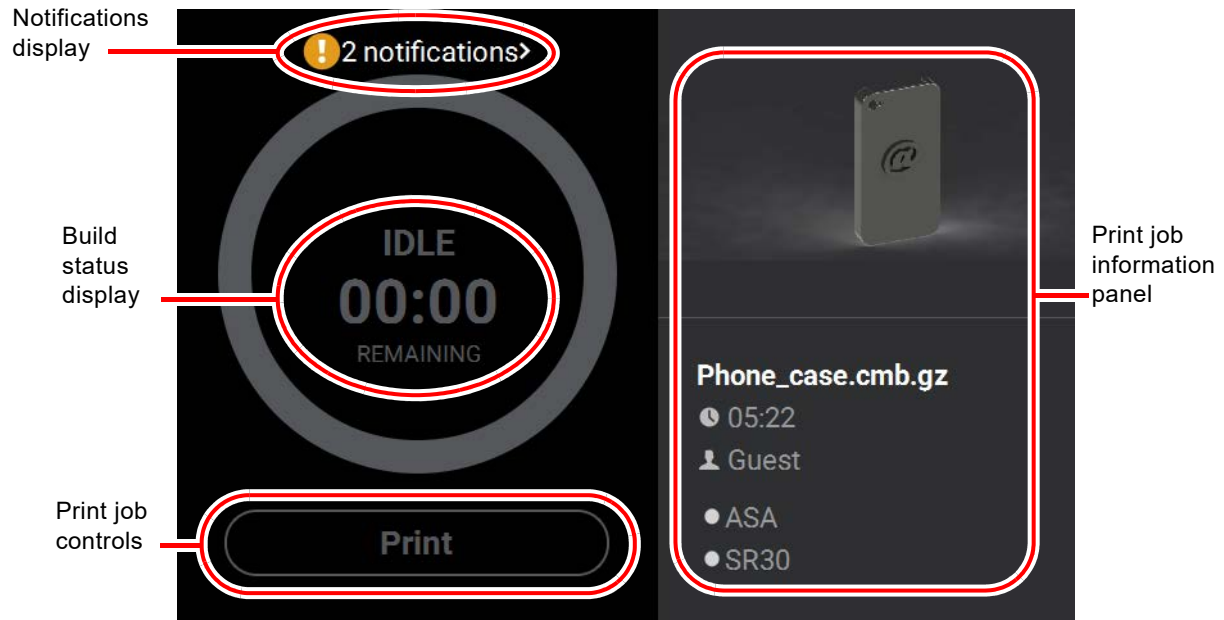 Notifications
display
2 notifications>
Build
status
display
IDLE
00:00
REMAINING
Print job
controls
Print
@
Phone_case.cmb.gz
05:22
Guest
ASA
SR30
Print job
information
panel